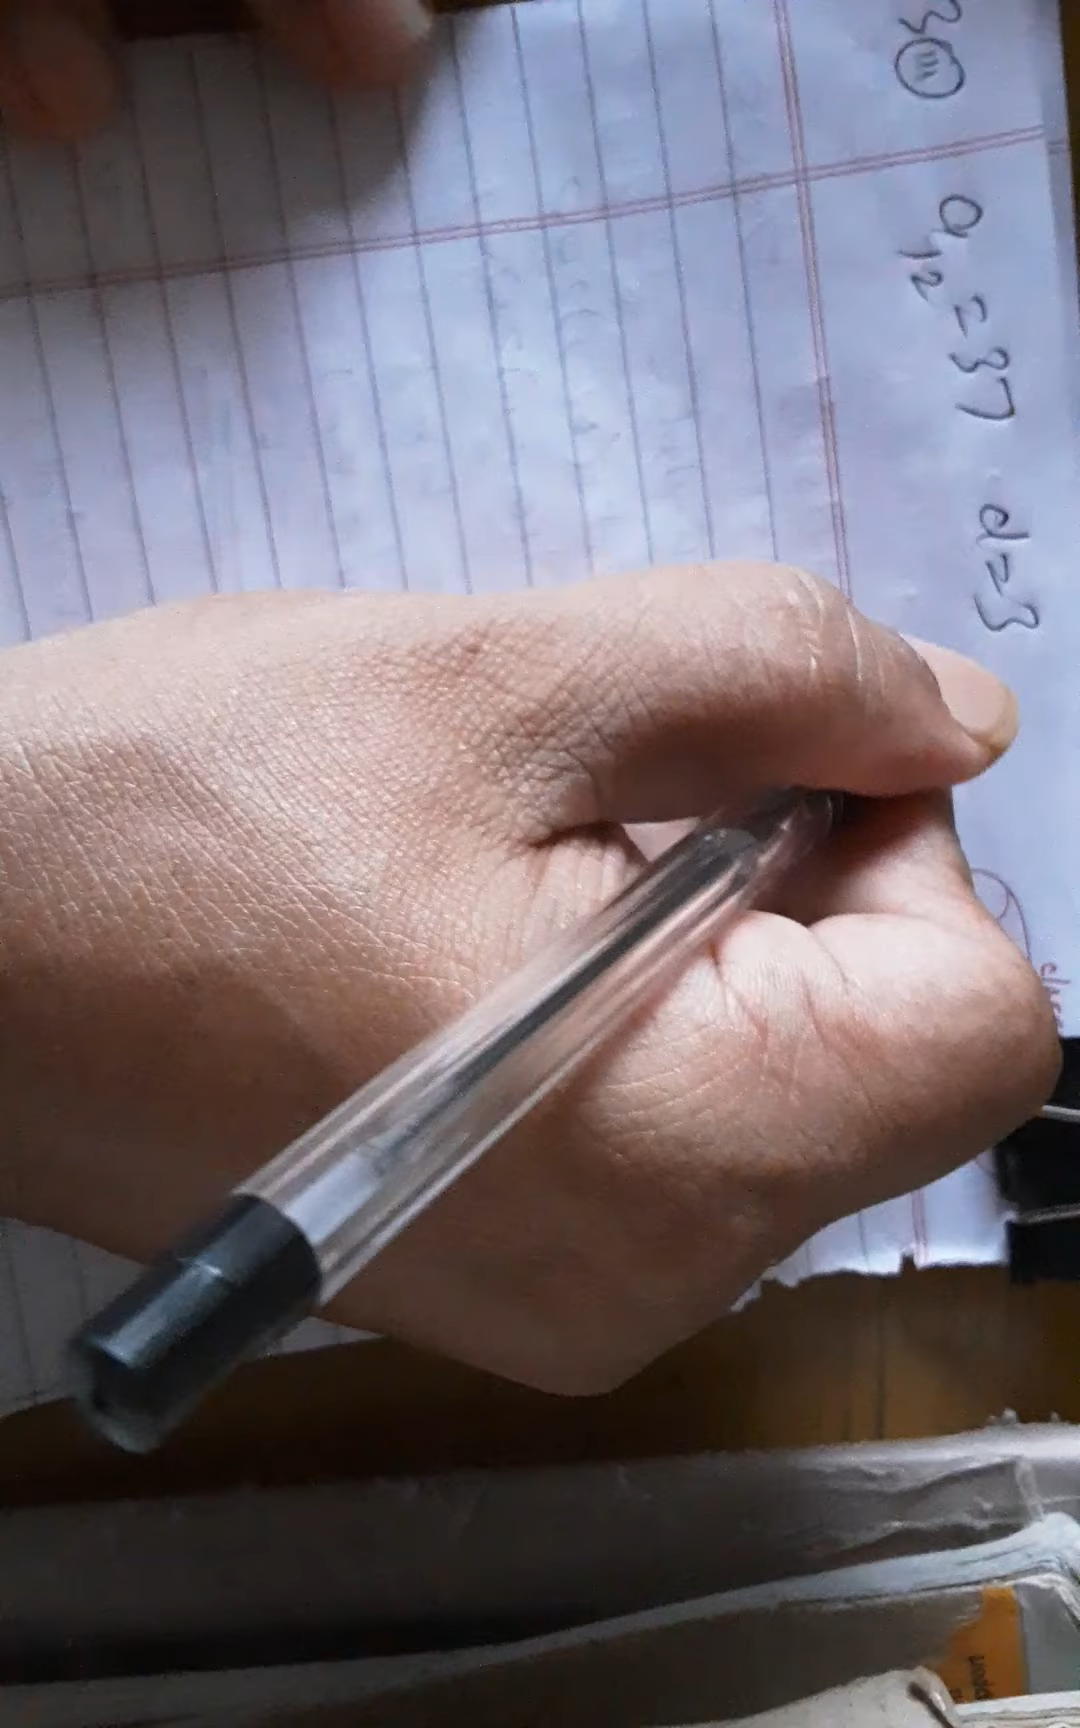 3 (iii) a₁₂ = 37 d = 3